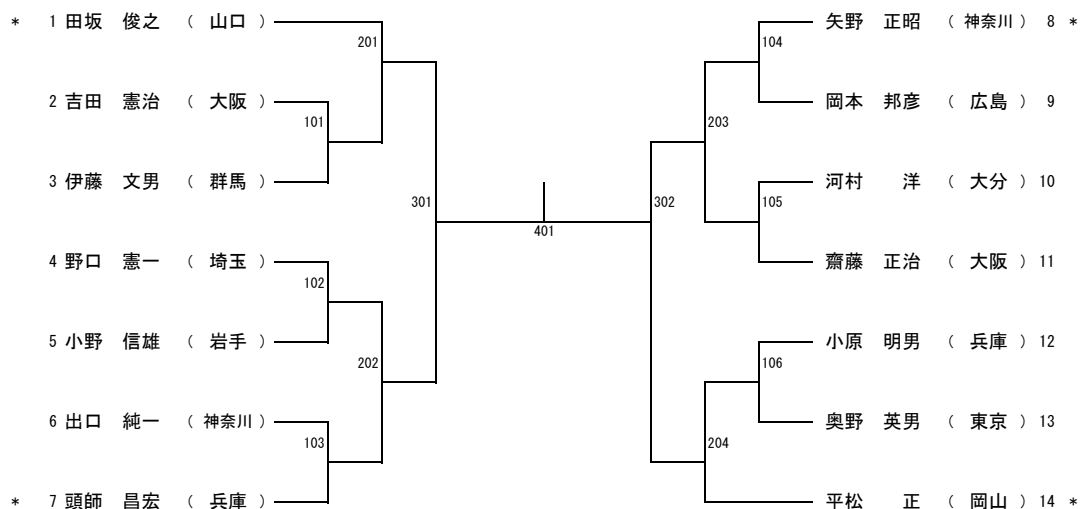 * 1 田坂 俊之 ( 山口 )
201
2 吉田 憲治 ( 大阪 )
101
3 伊藤 文男 ( 群馬 )
301
4 野口 憲一 ( 埼玉 )
102
5 小野 信雄 ( 岩手 )
202
6 出口 純一 ( 神奈川 )
103
* 7 頭師 昌宏 ( 兵庫 )
401
矢野 正昭 ( 神奈川 ) 8 *
104
岡本 邦彦 ( 広島 ) 9
203
河村 洋 ( 大分 ) 10
302
105
齋藤 正治 ( 大阪 ) 11
小原 明男 ( 兵庫 ) 12
106
奥野 英男 ( 東京 ) 13
204
平松 正 ( 岡山 ) 14 *